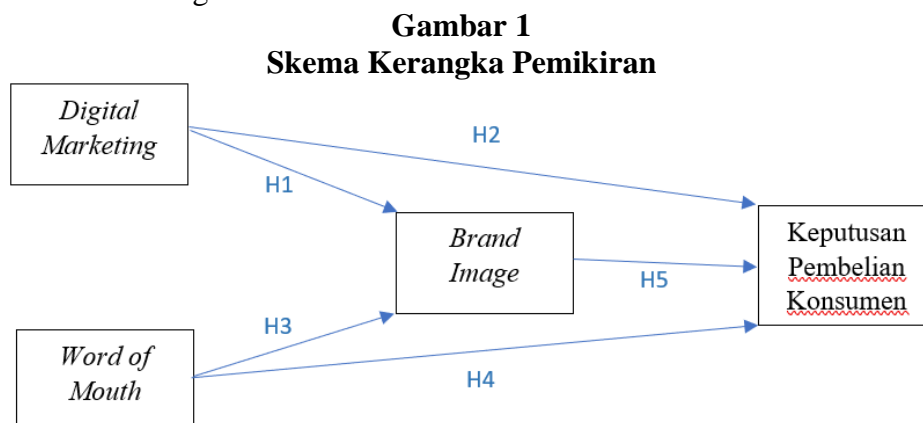 Gambar 1
Skema Kerangka Pemikiran
Digital
Marketing
H2
H1
Brand
Image
Keputusan
Pembelian
Konsumen
H5
H3
Word of
Mouth
H4